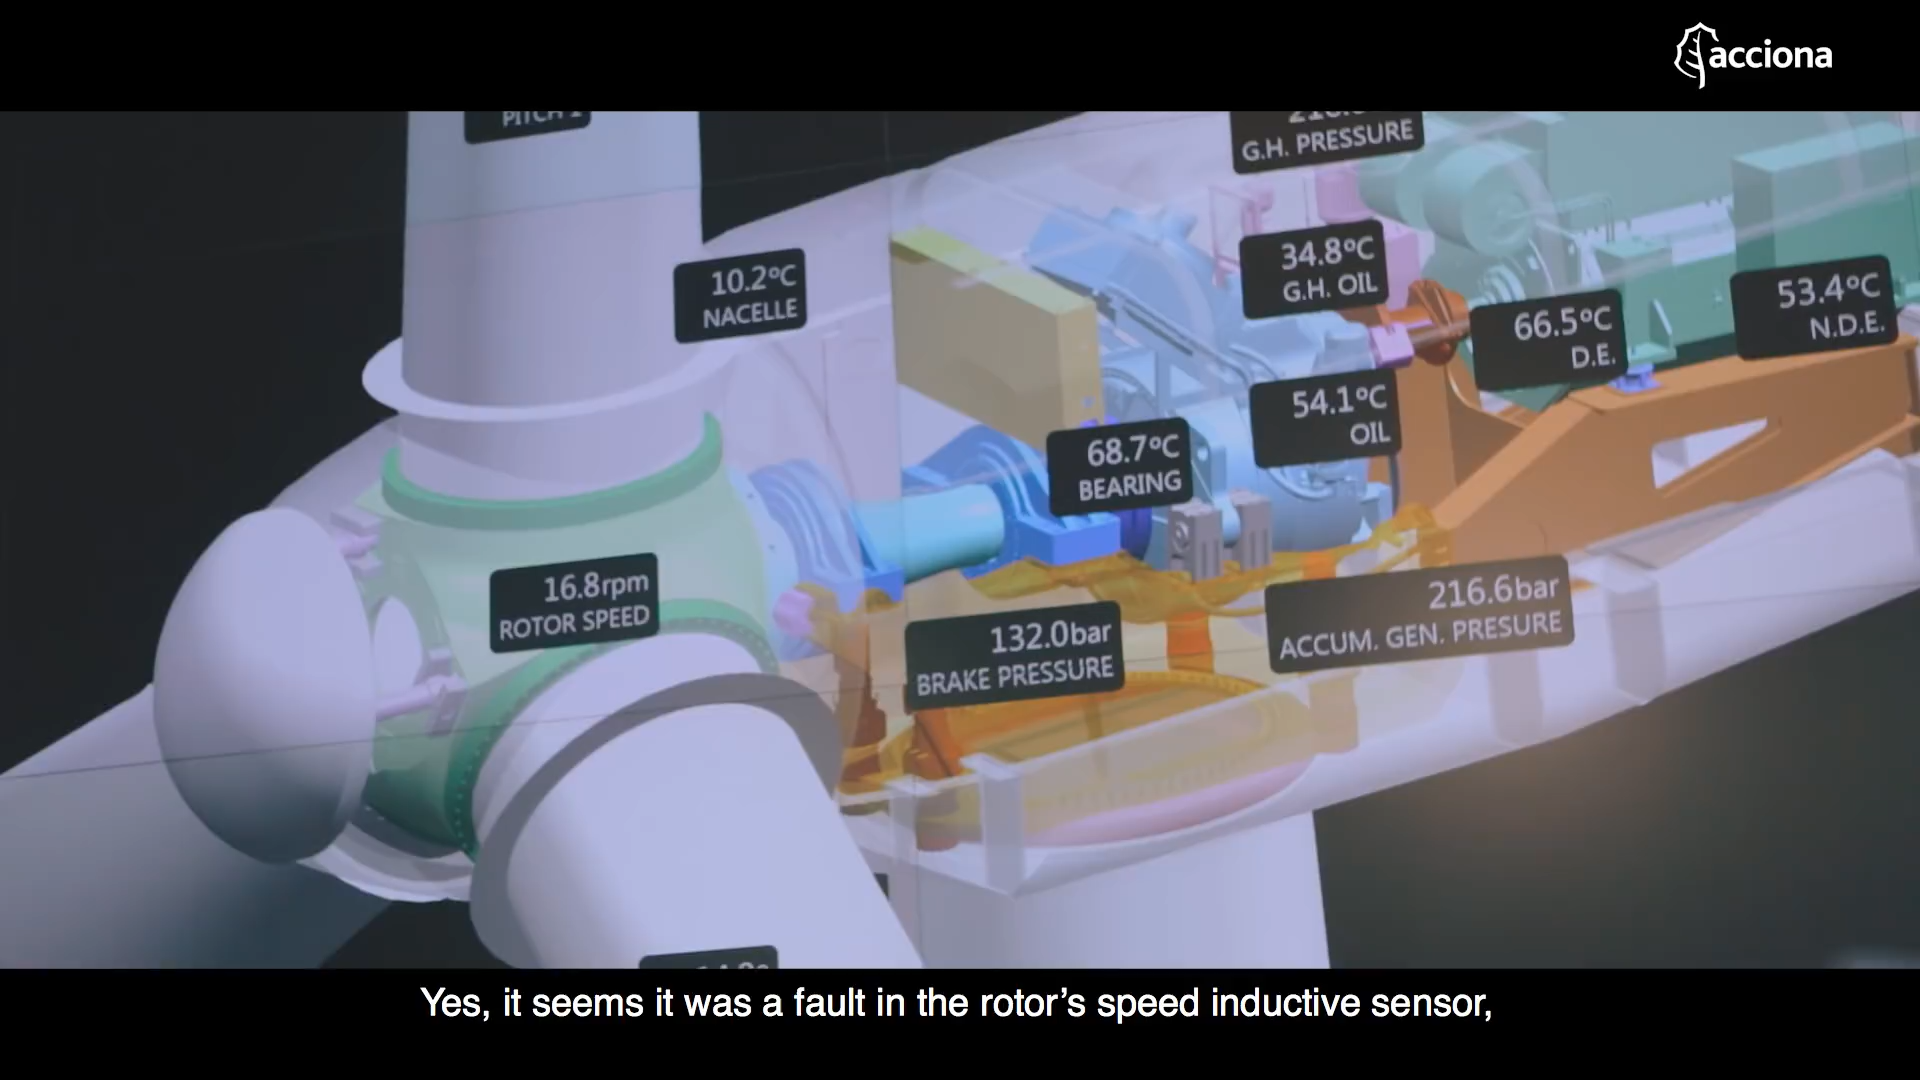 acciona
PITCH 1
G.H. PRESSURE
10.2ºC
NACELLE
34.8ºC
G.H. OIL
66.5ºC
D.E.
53.4ºC
N.D.E.
54.1ºC
OIL
68.7ºC
BEARING
16.8rpm
ROTOR SPEED
132.0bar
BRAKE PRESSURE
216.6bar
ACCUM. GEN. PRESURE
Yes, it seems it was a fault in the rotor’s speed inductive sensor,